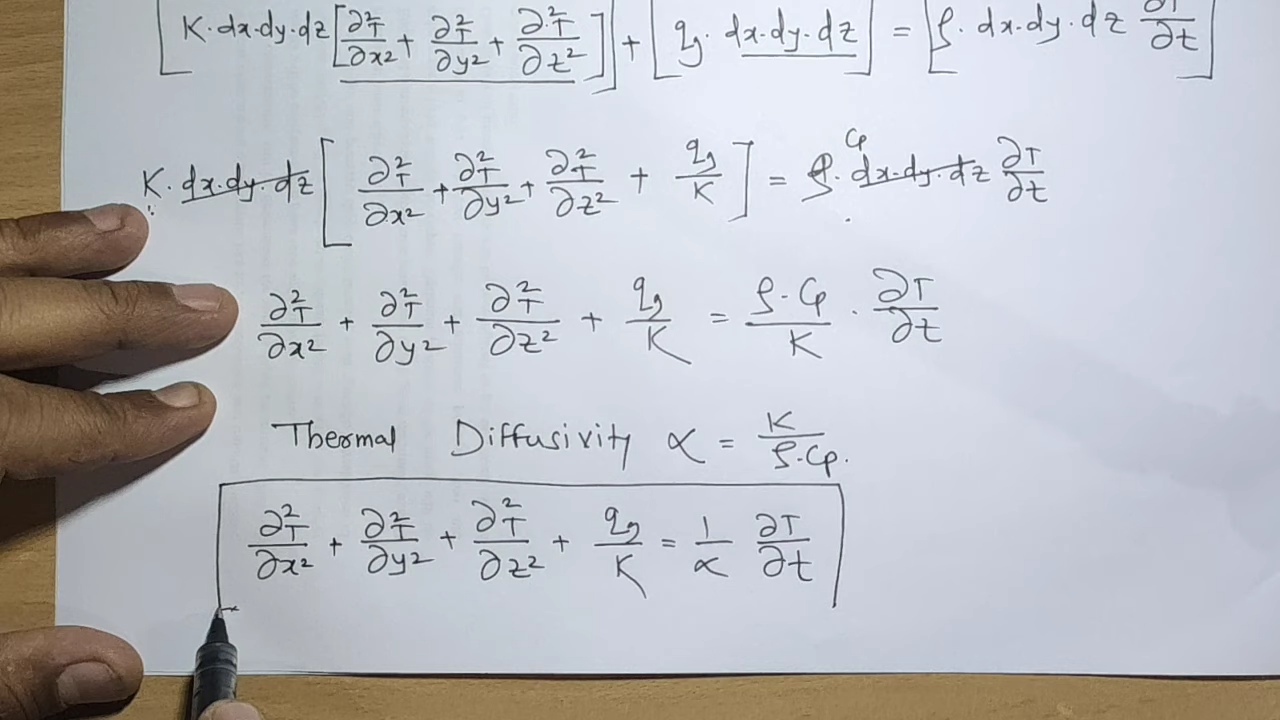 [K·dx·dy·dz[∂²T/∂x² + ∂²T/∂y² + ∂²T/∂z²]] + [qg· dx·dy·dz] = [ρ· dx·dy·dz ∂T/∂t]
K· dx·dy·dz [∂²T/∂x² + ∂²T/∂y² + ∂²T/∂z² + qg/K] = ρ· Cp dx·dy·dz ∂T/∂t
∂²T/∂x² + ∂²T/∂y² + ∂²T/∂z² + qg/K = ρ·Cp/K · ∂T/∂t
Thermal Diffusivity α = K/ρ·Cp.
∂²T/∂x² + ∂²T/∂y² + ∂²T/∂z² + qg/K = 1/α ∂T/∂t